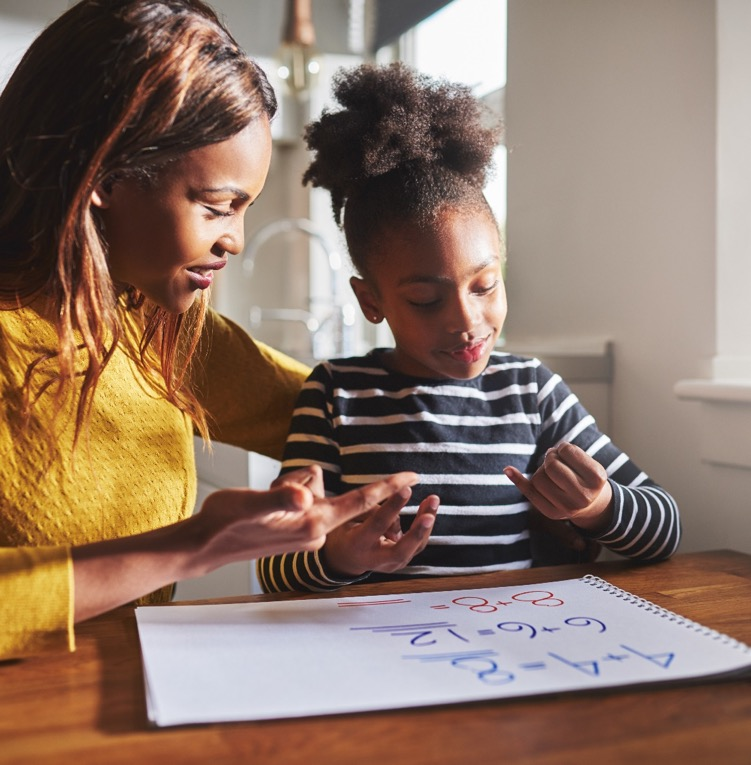 4+4 = 8
6+6 = 12
8+8 =